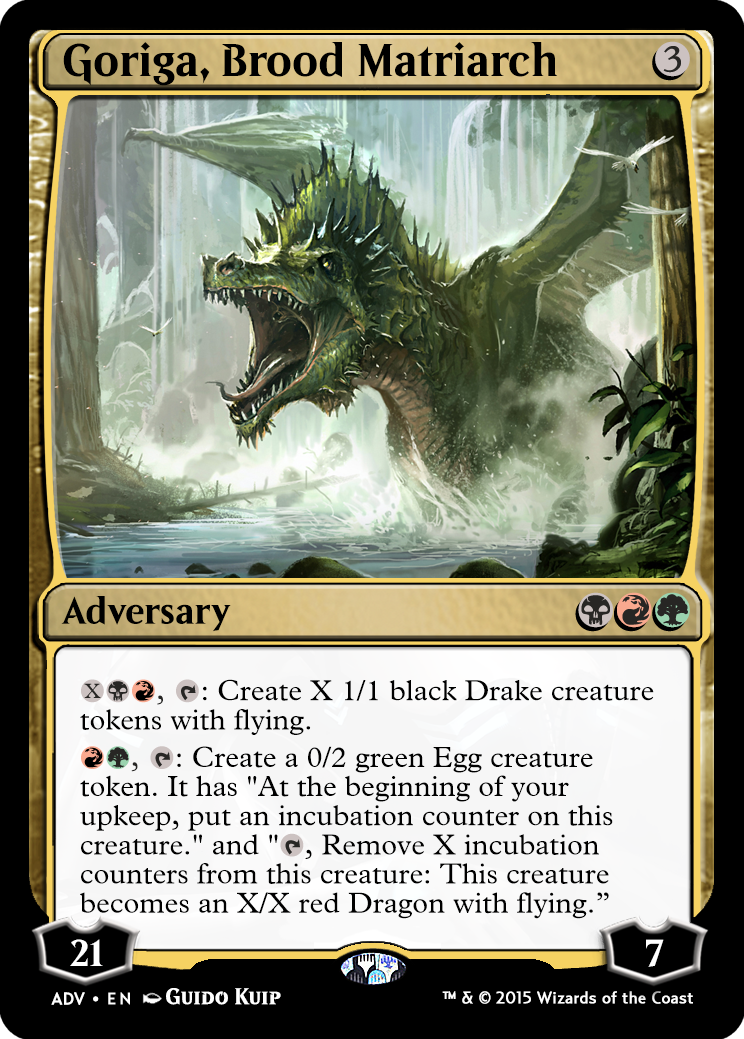 Goriga, Brood Matriarch 3
Adversary
X, : Create X 1/1 black Drake creature
tokens with flying.
, : Create a 0/2 green Egg creature
token. It has "At the beginning of your
upkeep, put an incubation counter on this
creature." and ", Remove X incubation
counters from this creature: This creature
becomes an X/X red Dragon with flying.”
21 7
ADV • EN GUIDO KUIP ™ & © 2015 Wizards of the Coast